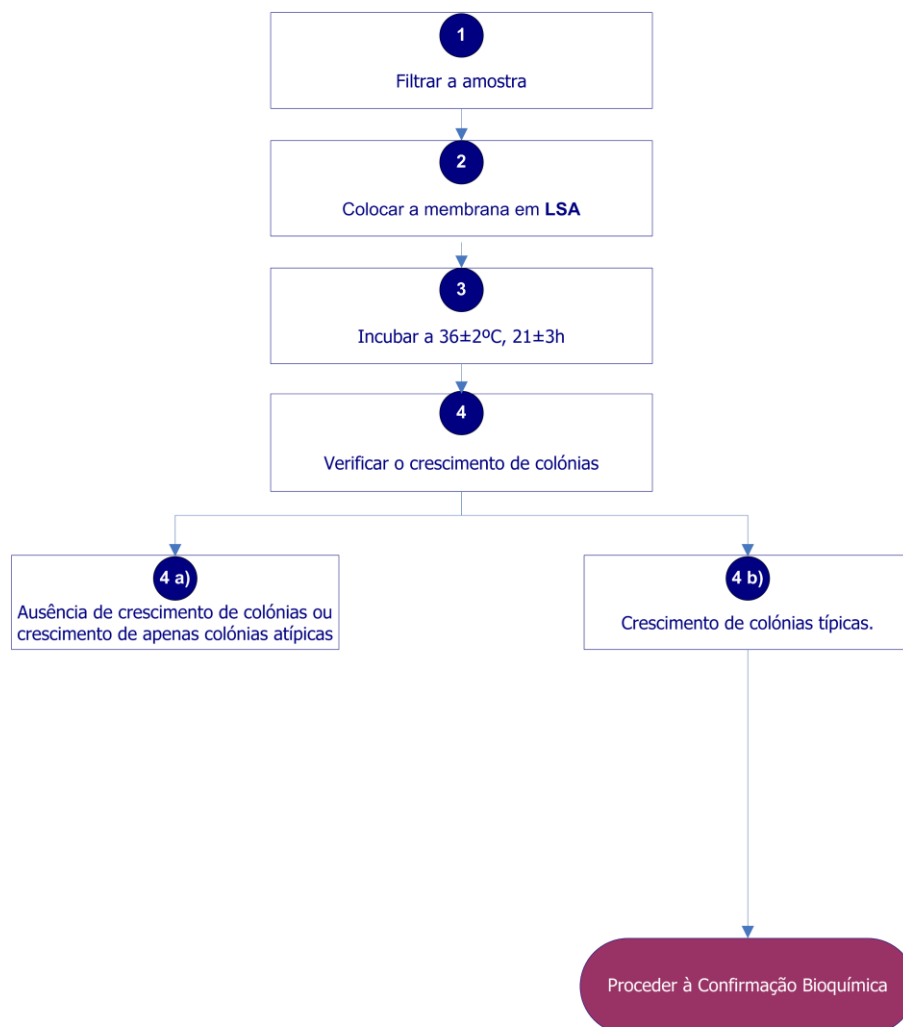 1
Filtrar a amostra
2
Colocar a membrana em LSA
3
Incubar a 36±2ºC, 21±3h
4
Verificar o crescimento de colónias
4 a)
Ausência de crescimento de colónias ou
crescimento de apenas colónias atípicas
4 b)
Crescimento de colónias típicas.
Proceder à Confirmação Bioquímica